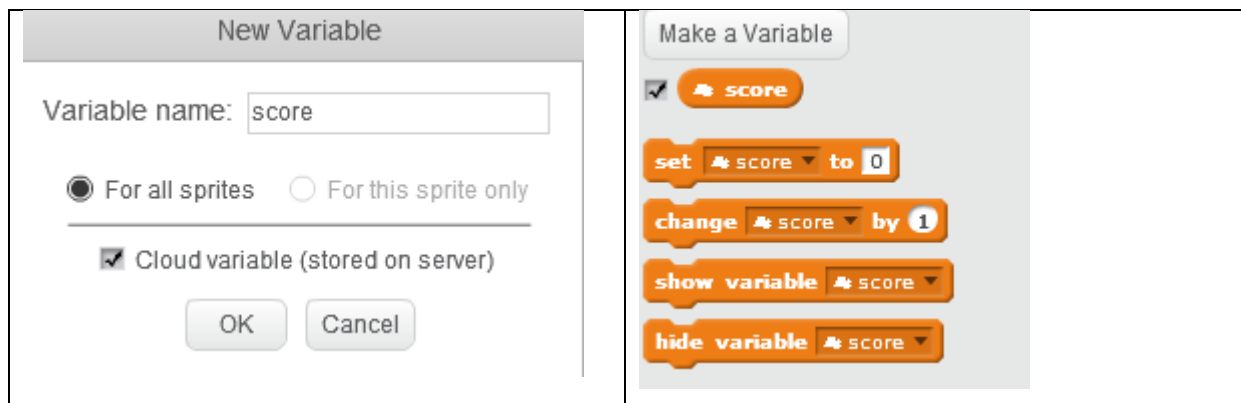 New Variable
Variable name: score
For all sprites For this sprite only
Cloud variable (stored on server)
OK Cancel
Make a Variable
score
set score to 0
change score by 1
show variable score
hide variable score